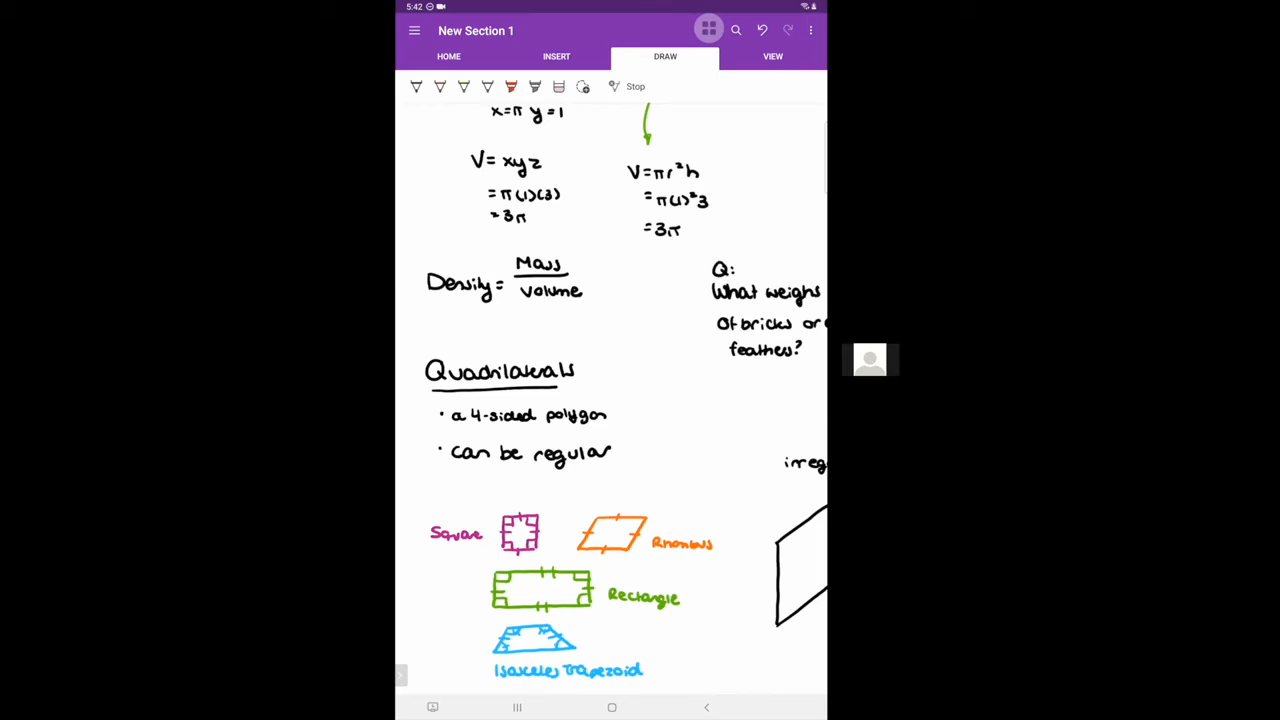 5:42
New Section 1
HOME INSERT DRAW VIEW
Stop
x=π y=1
V= xyz
=π(1)(3)
=3π
V=πr²h
=π(1)²3
=3π
Density= Mass
Volume
Q:
What weighs
Of bricks or
feathes?
Quadrilaterals
• a 4-sided polygon
• can be regular
irreg
Square
Rhombus
Rectangle
Isosceles Trapezoid